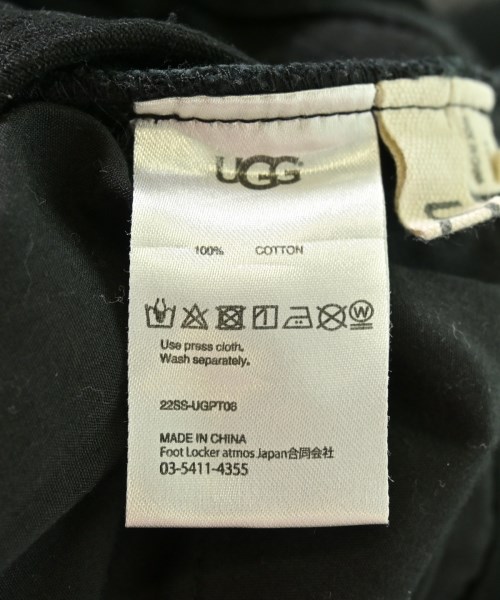 UGG
100% COTTON
W
Use press cloth.
Wash separately.
22SS-UGPT06
MADE IN CHINA
Foot Locker atmos Japan合同会社
03-5411-4355